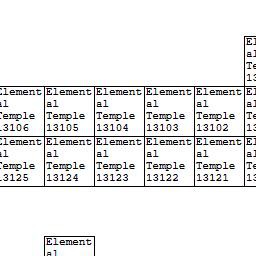 El
al
Te
13
Element Element Element Element Element El
al al al al al al
Temple Temple Temple Temple Temple Te
13106 13105 13104 13103 13102 13
Element Element Element Element Element El
al al al al al al
Temple Temple Temple Temple Temple Te
13125 13124 13123 13122 13121 13
Element
al